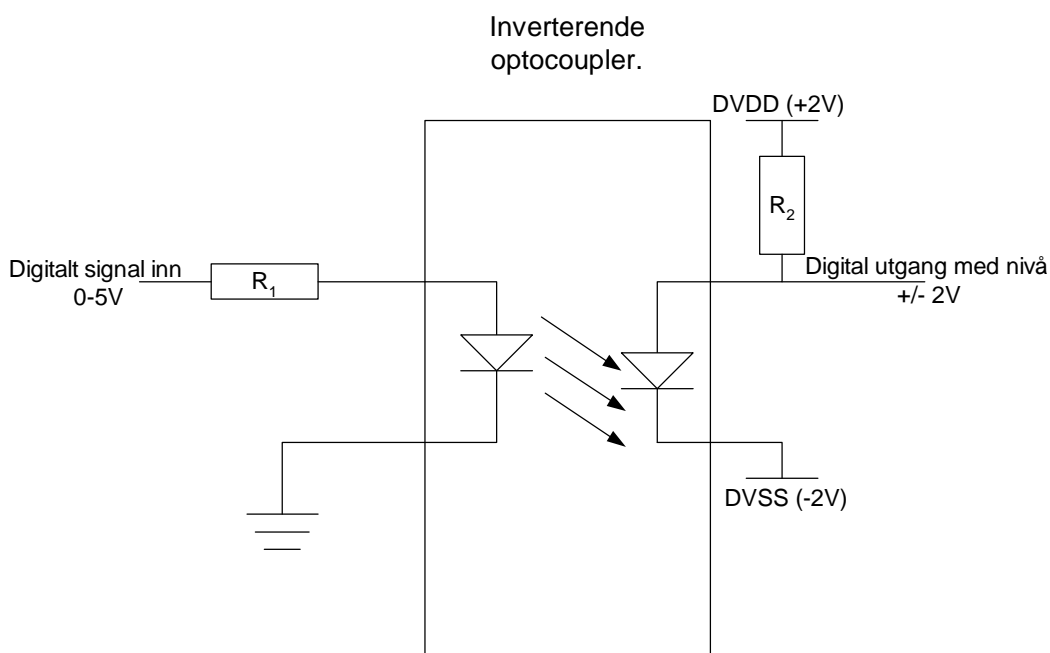 Inverterende
optocoupler.
DVDD (+2V)
R2
Digitalt signal inn
0-5V
R1
Digital utgang med nivå
+/- 2V
DVSS (-2V)